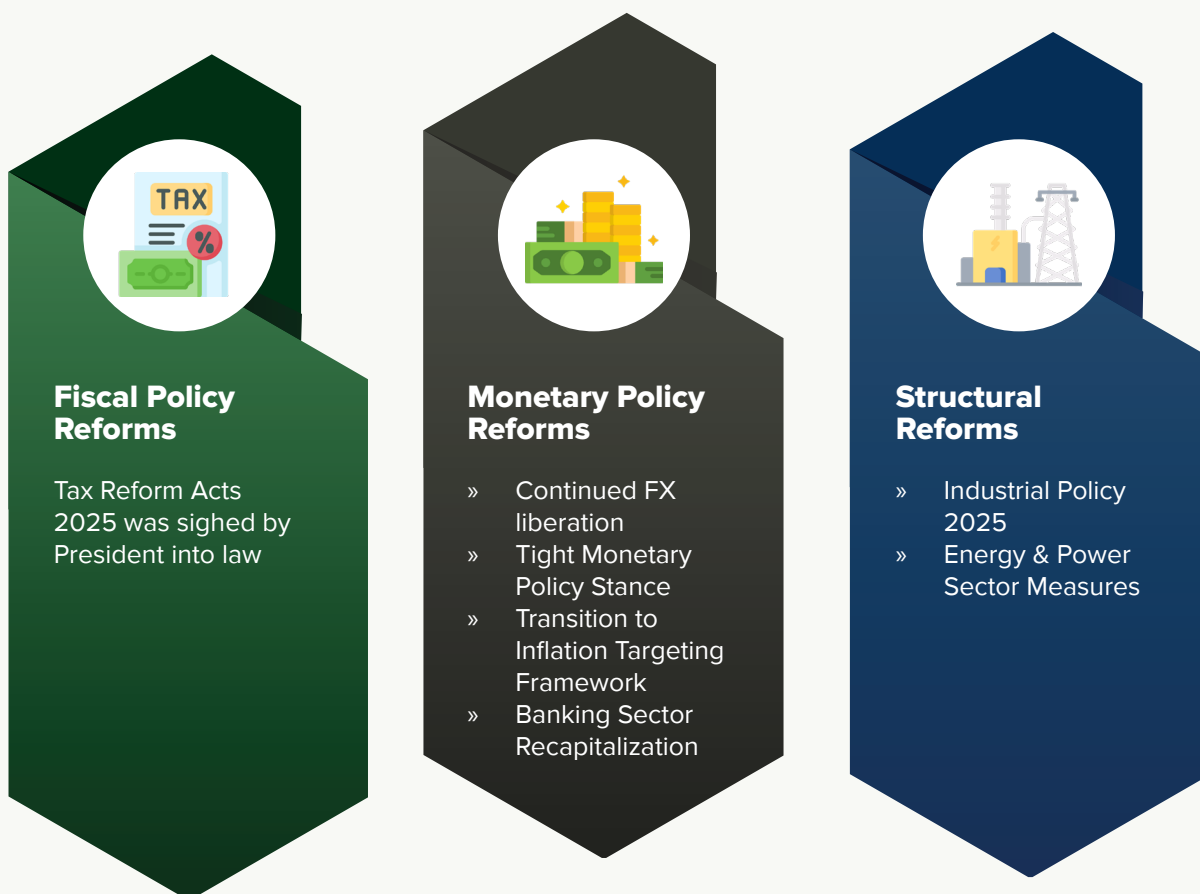 TAX
%
Fiscal Policy
Reforms
Tax Reform Acts
2025 was sighed by
President into law
Monetary Policy
Reforms
» Continued FX
liberation
» Tight Monetary
Policy Stance
» Transition to
Inflation Targeting
Framework
» Banking Sector
Recapitalization
Structural
Reforms
» Industrial Policy
2025
» Energy & Power
Sector Measures